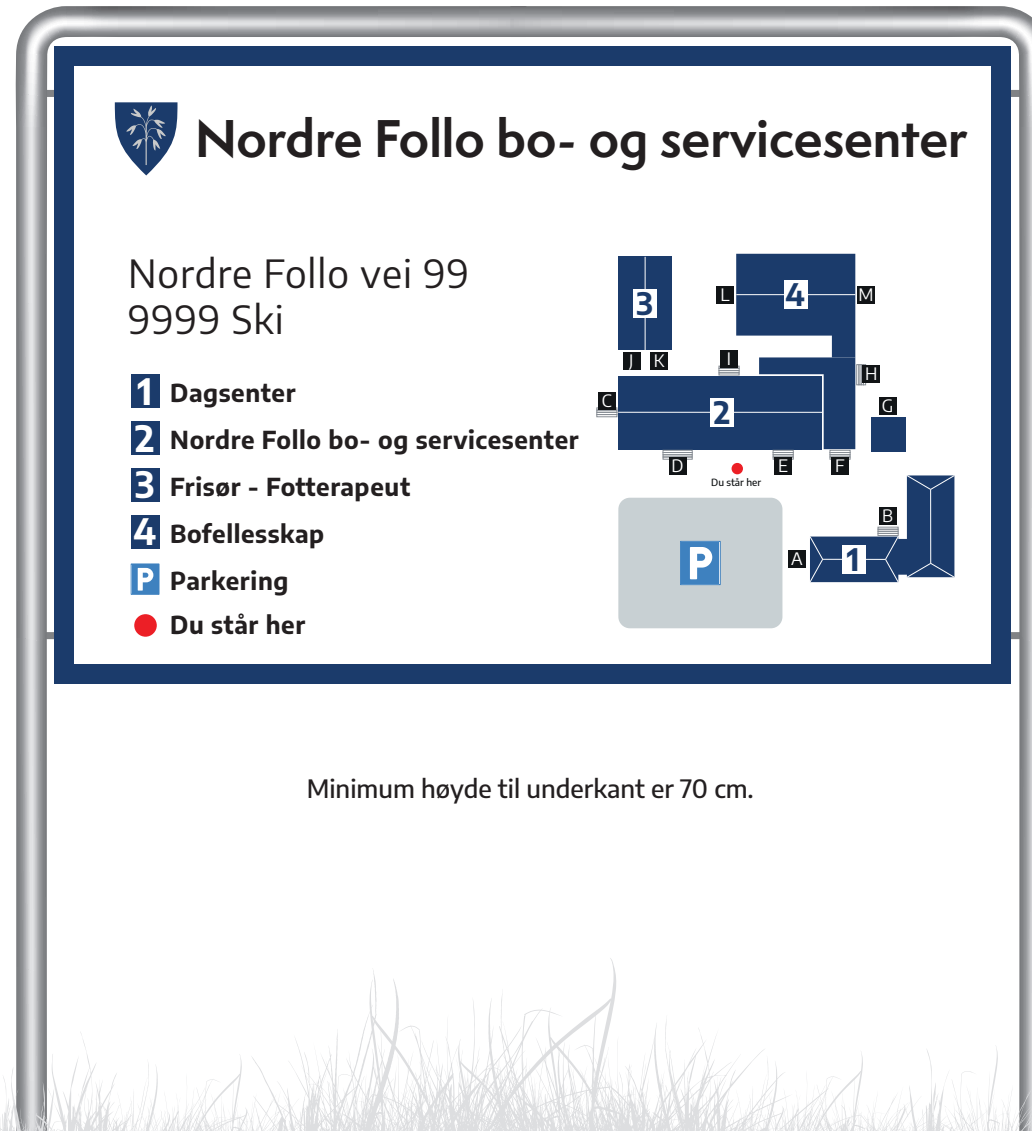 Nordre Follo bo- og servicesenter
Nordre Follo vei 99
9999 Ski
1 Dagsenter
2 Nordre Follo bo- og servicesenter
3 Frisør - Fotterapeut
4 Bofellesskap
P Parkering
Du står her
3
4
L
M
J
K
I
H
C
2
G
D
E
F
Du står her
B
A
1
P
Minimum høyde til underkant er 70 cm.